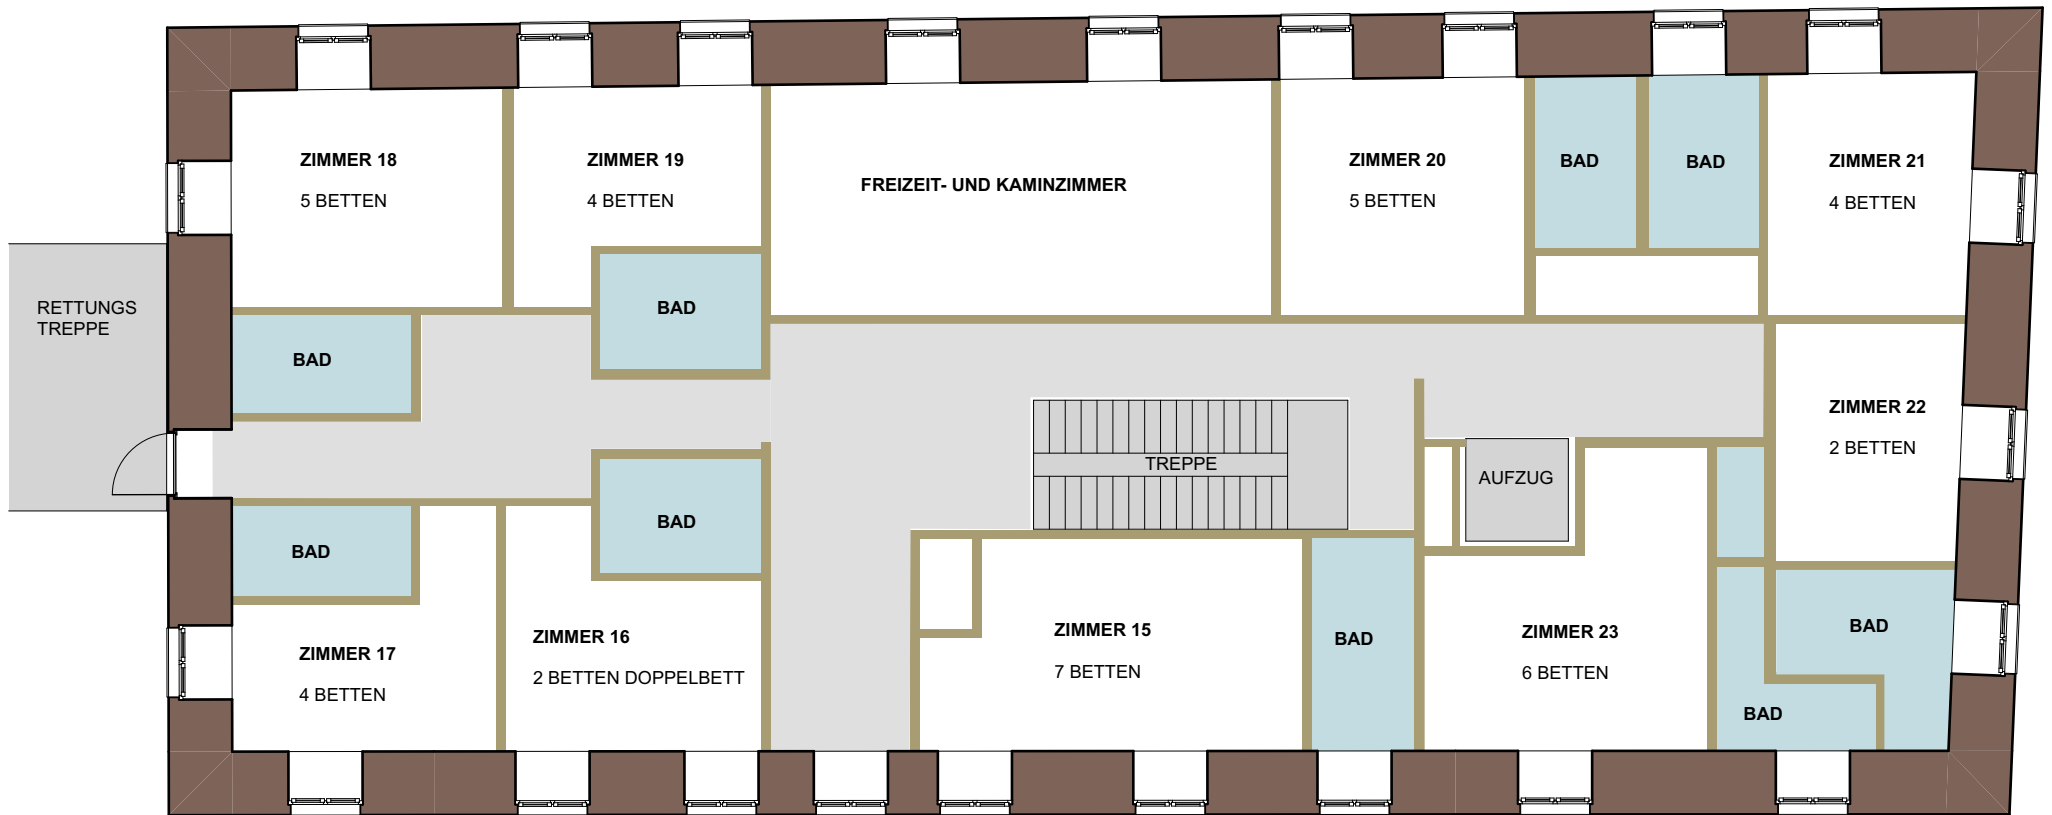 ZIMMER 18
5 BETTEN
ZIMMER 19
4 BETTEN
FREIZEIT- UND KAMINZIMMER
ZIMMER 20
5 BETTEN
BAD
BAD
ZIMMER 21
4 BETTEN
RETTUNGS
TREPPE
BAD
BAD
ZIMMER 22
2 BETTEN
TREPPE
AUFZUG
BAD
BAD
ZIMMER 17
4 BETTEN
ZIMMER 16
2 BETTEN DOPPELBETT
ZIMMER 15
7 BETTEN
BAD
ZIMMER 23
6 BETTEN
BAD
BAD